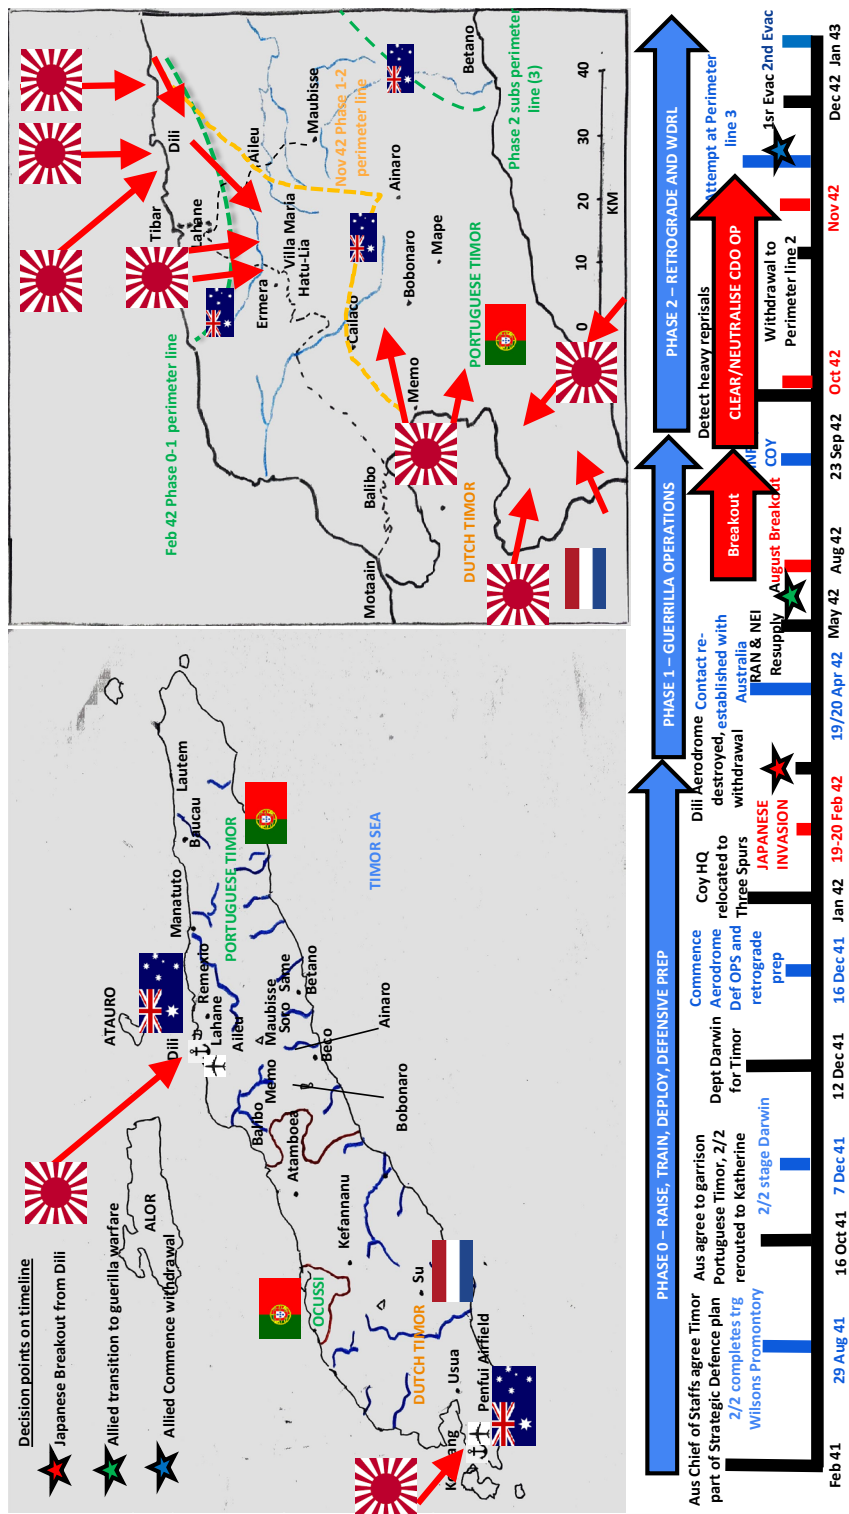 Decision points on timeline
Japanese Breakout from Dili
Allied transition to guerilla warfare
Allied Commence withdrawal
ALOR
ATAURO
Dili
Lahane
Remexio
Manatuto
Baucau
Lautem
PORTUGUESE TIMOR
TIMOR SEA
Aileu
Maubisse
Soro
Same
Betano
Beco
Ainaro
Bobonaro
Memo
Balibo
Atamboea
Kefannanu
OCUSSI
Su
DUTCH TIMOR
Usua
Penfui Airfield
Feb 42 Phase 0-1 perimeter line
Tibar
Dili
Lahane
Aileu
Maubisse
Betano
Nov 42 Phase 1-2
perimeter line
Phase 2 subs perimeter
line (3)
Villa Maria
Hatu-Lia
Ermera
Ainaro
Cailaco
Bobonaro
Mape
Memo
Balibo
Motaain
PORTUGUESE TIMOR
DUTCH TIMOR
0 10 20 30 40
KM
PHASE 0 – RAISE, TRAIN, DEPLOY, DEFENSIVE PREP
PHASE 1 – GUERRILLA OPERATIONS
PHASE 2 – RETROGRADE AND WDRL
Aus Chief of Staffs agree Timor
part of Strategic Defence plan
2/2 completes trg
Wilsons Promontory
Aus agree to garrison
Portuguese Timor, 2/2
rerouted to Katherine
2/2 stage Darwin
Dept Darwin
for Timor
Commence
Aerodrome
Def OPS and
retrograde
prep
Coy HQ
relocated to
Three Spurs
JAPANESE
INVASION
Dili Aerodrome
destroyed,
withdrawal
Contact re-
established with
Australia
RAN & NEI
Resupply
August Breakout
Breakout
COY
Detect heavy reprisals
CLEAR/NEUTRALISE CDO OP
Withdrawal to
Perimeter line 2
Attempt at Perimeter
line 3
1sr Evac
2nd Evac
Feb 41
29 Aug 41
16 Oct 41
7 Dec 41
12 Dec 41
16 Dec 41
Jan 42
19-20 Feb 42
19/20 Apr 42
May 42
Aug 42
23 Sep 42
Oct 42
Nov 42
Dec 42
Jan 43